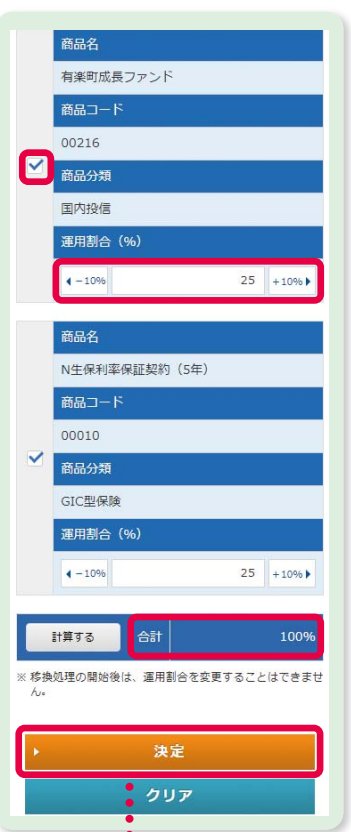 商品名
有楽町成長ファンド
商品コード
00216
商品分類
国内投信
運用割合（%）
－10% 25 ＋10%
商品名
N生保利率保証契約（5年）
商品コード
00010
商品分類
GIC型保険
運用割合（%）
－10% 25 ＋10%
計算する 合計 100%
※ 移換処理の開始後は、運用割合を変更することはできませ
ん。
決定
クリア